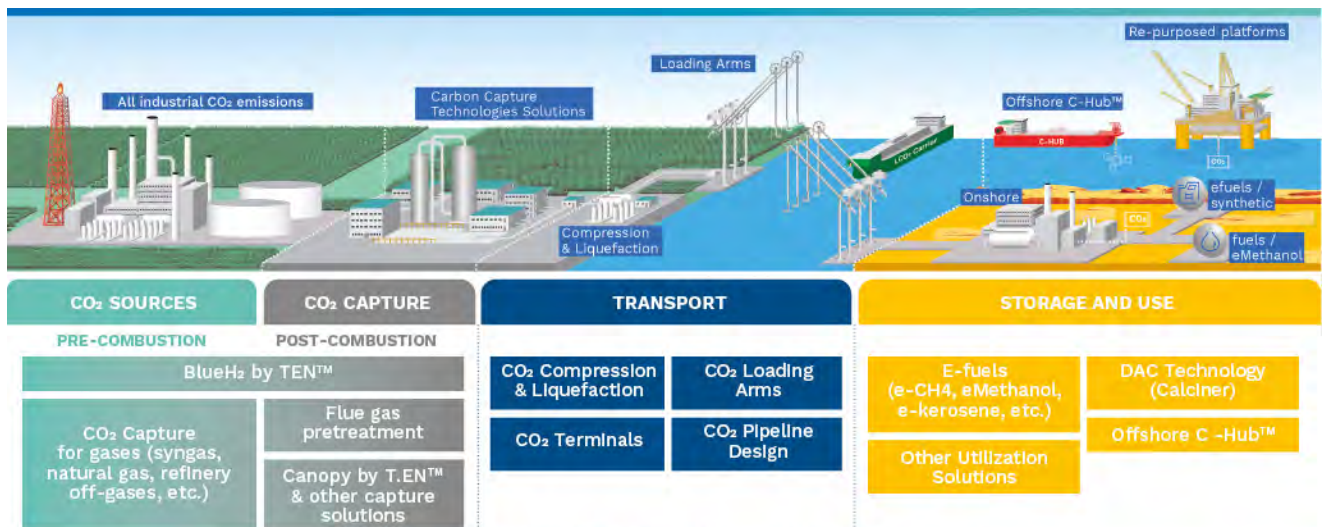 Re-purposed platforms
Loading Arms
All industrial CO₂ emissions
Carbon Capture
Technologies Solutions
Offshore C-Hub™
LCO₂ Carrier
C-HUB
CO₂
Onshore
efuels /
synthetic
CO₂
Compression
& Liquefaction
fuels /
eMethanol
CO₂ SOURCES
CO₂ CAPTURE
TRANSPORT
STORAGE AND USE
PRE-COMBUSTION
POST-COMBUSTION
BlueH₂ by TEN™
CO₂ Capture
for gases (syngas,
natural gas, refinery
off-gases, etc.)
Flue gas
pretreatment
Canopy by T.EN™
& other capture
solutions
CO₂ Compression
& Liquefaction
CO₂ Loading
Arms
CO₂ Terminals
CO₂ Pipeline
Design
E-fuels
(e-CH4, eMethanol,
e-kerosene, etc.)
DAC Technology
(Calciner)
Other Utilization
Solutions
Offshore C -Hub™